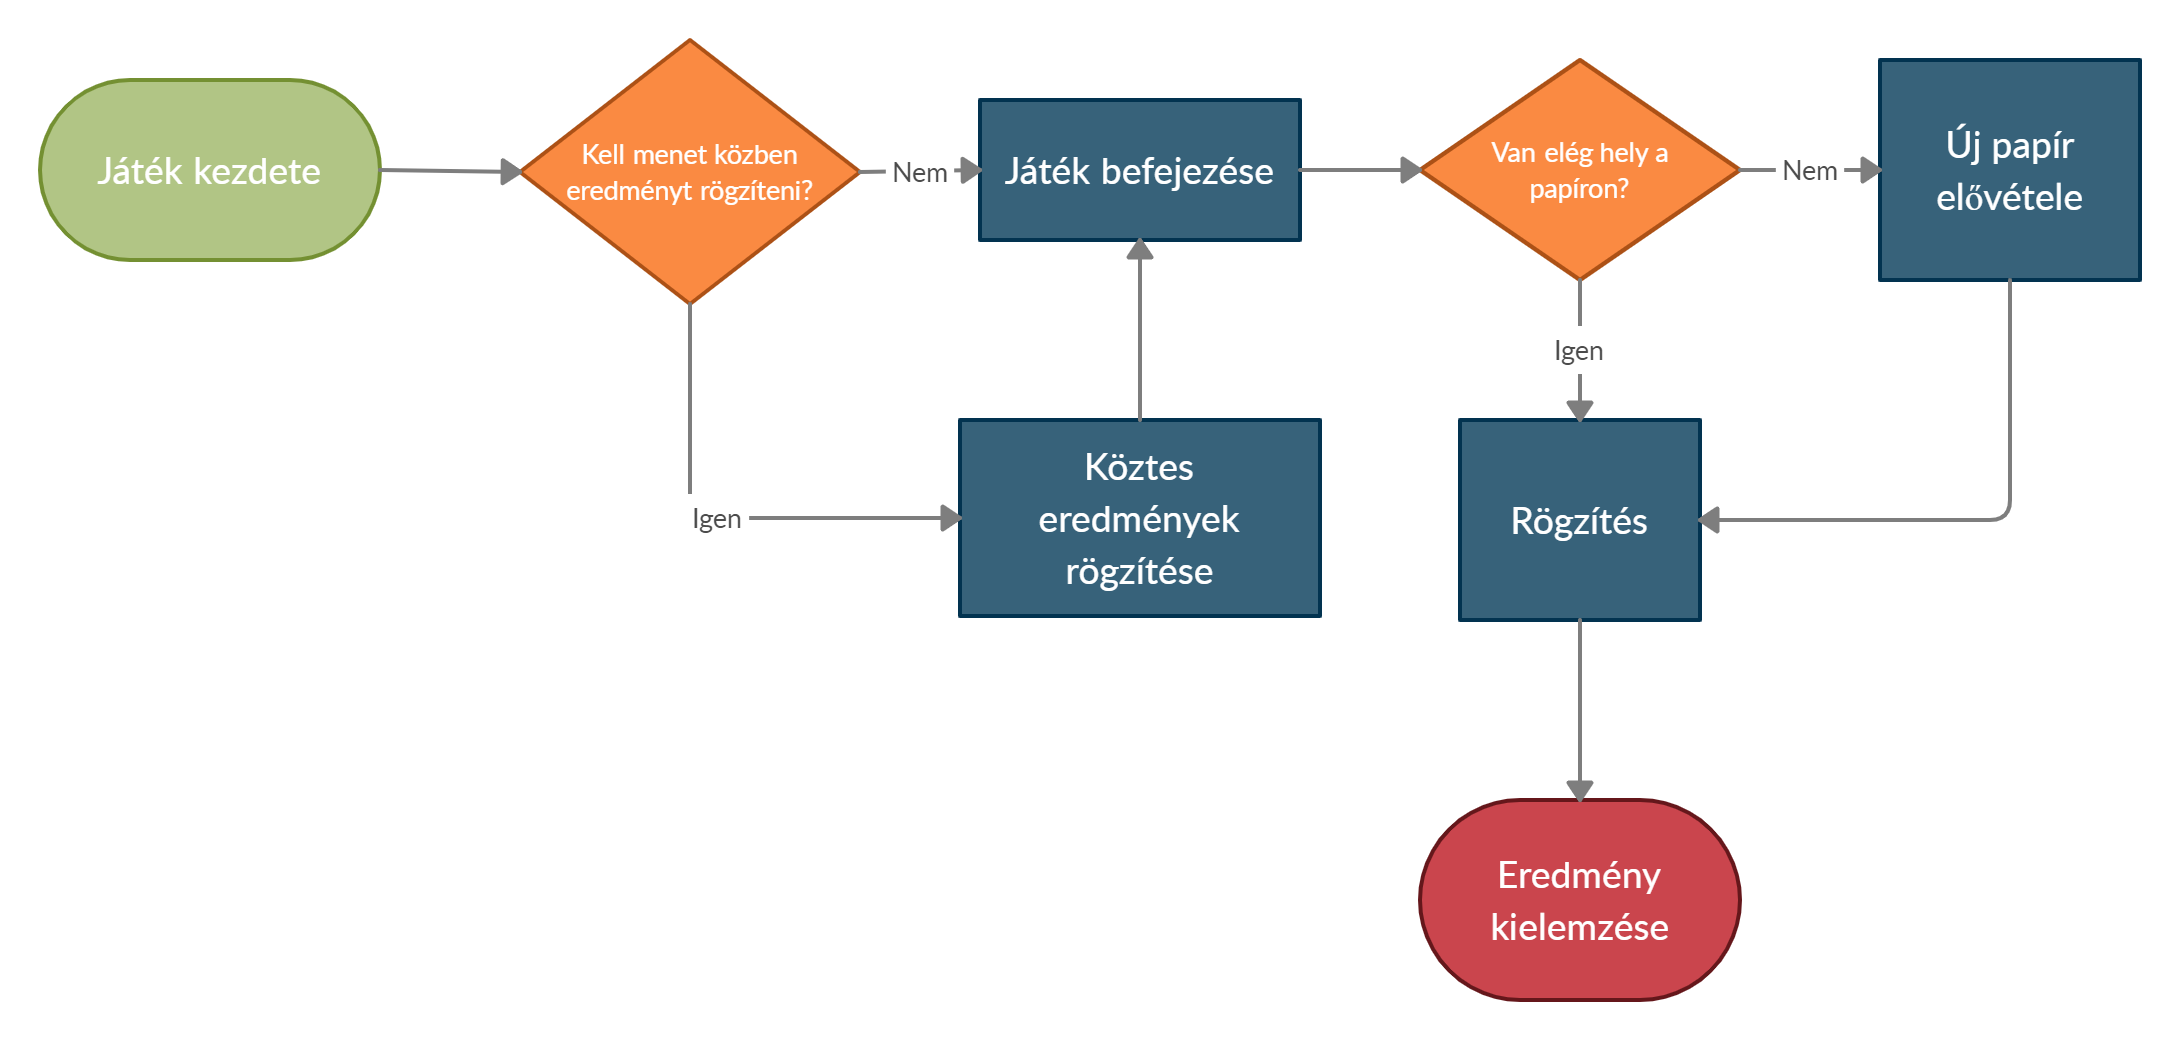 Játék kezdete
Kell menet közben
eredményt rögzíteni?
Nem
Játék befejezése
Van elég hely a
papíron?
Nem
Új papír
elővétele
Igen
Igen
Köztes
eredmények
rögzítése
Rögzítés
Eredmény
kielemzése